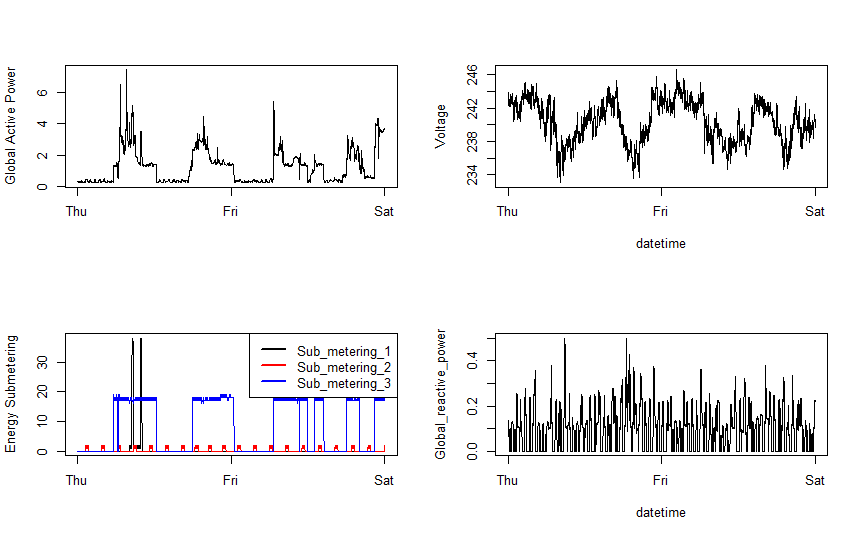 Global Active Power
0 2 4 6
Thu Fri Sat
Voltage
234 238 242 246
Thu Fri Sat
datetime
Energy Submetering
0 10 20 30
Sub_metering_1
Sub_metering_2
Sub_metering_3
Thu Fri Sat
Global_reactive_power
0.0 0.2 0.4
Thu Fri Sat
datetime